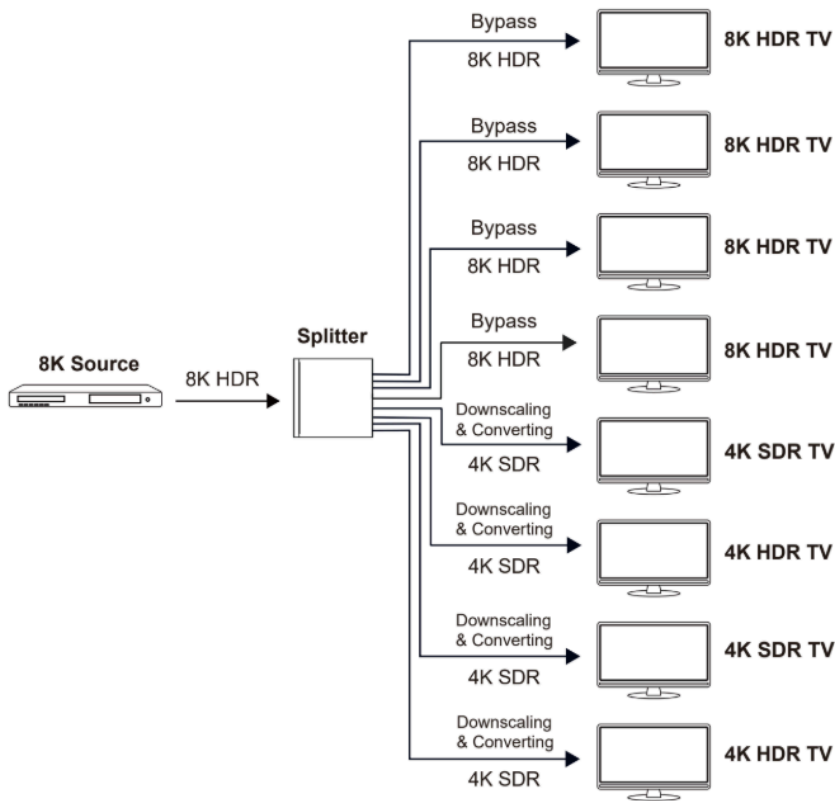 Bypass
8K HDR
8K HDR TV
Bypass
8K HDR
8K HDR TV
Bypass
8K HDR
8K HDR TV
Splitter
8K Source
8K HDR
Bypass
8K HDR
8K HDR TV
Downscaling
& Converting
4K SDR
4K SDR TV
Downscaling
& Converting
4K SDR
4K HDR TV
Downscaling
& Converting
4K SDR
4K SDR TV
Downscaling
& Converting
4K SDR
4K HDR TV